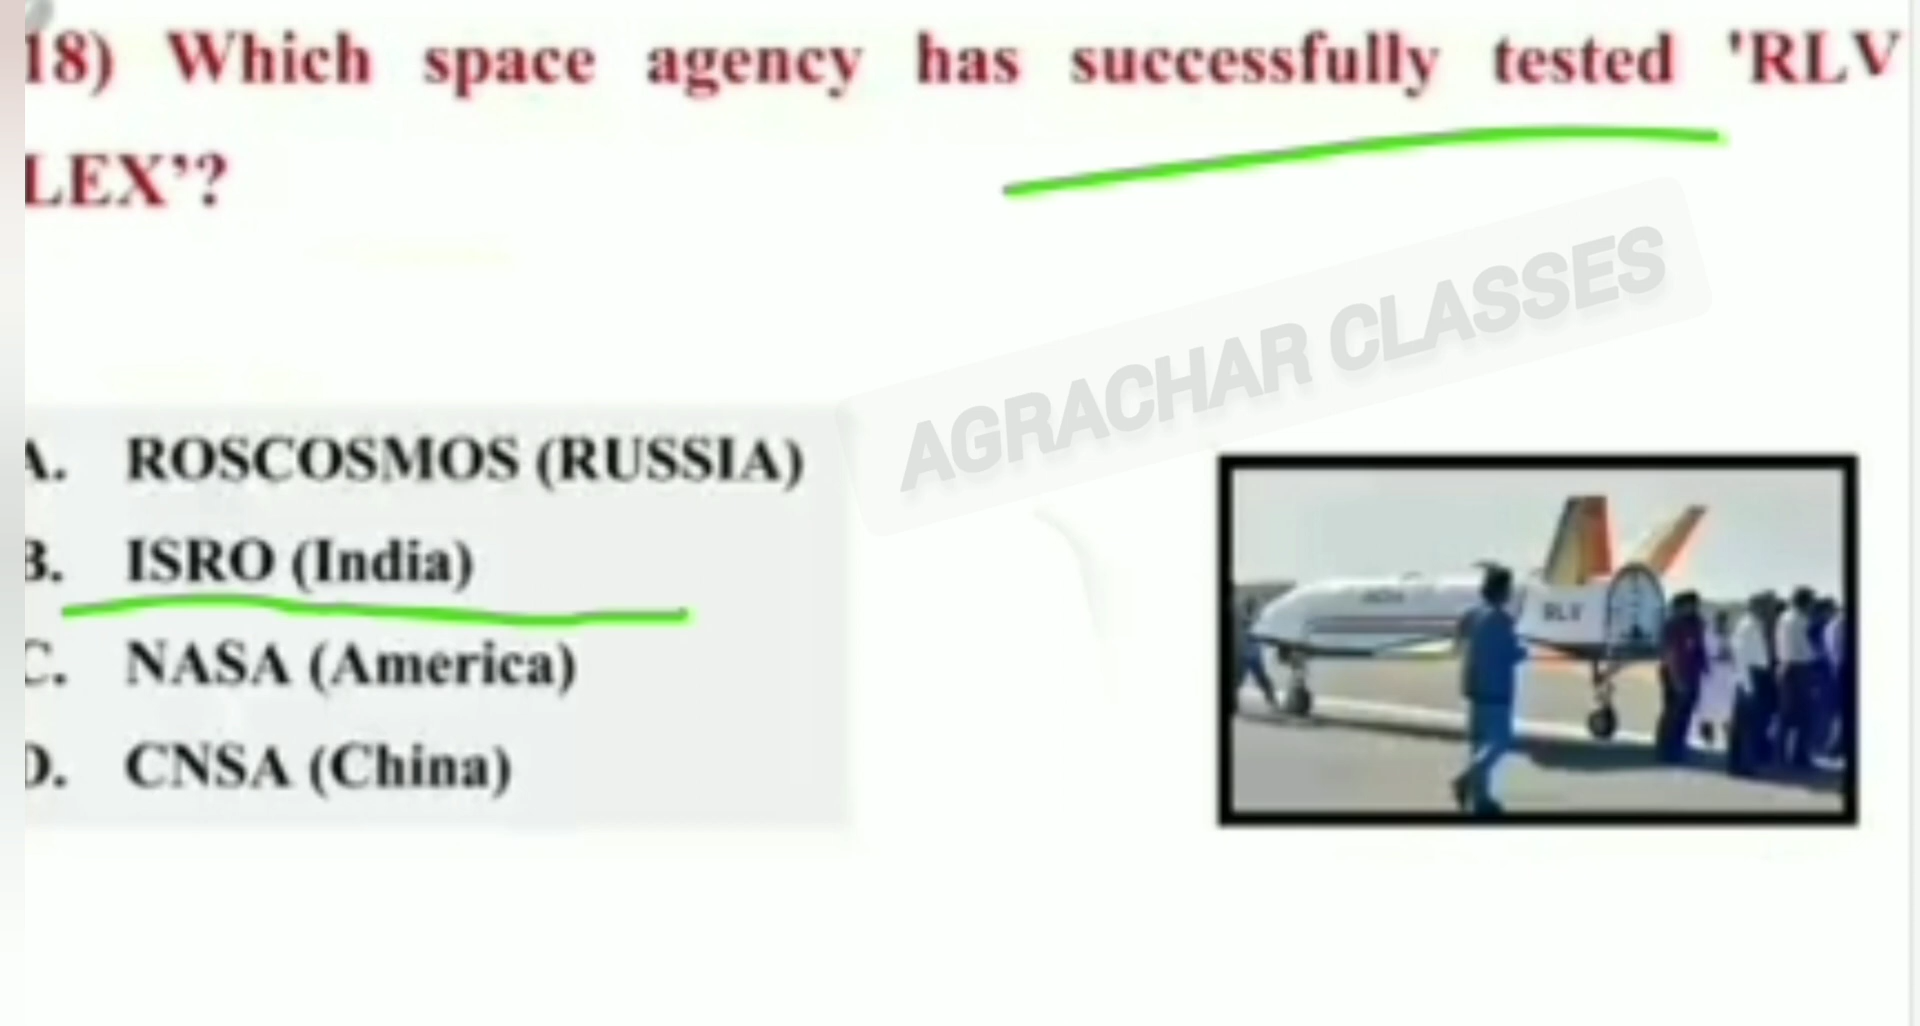 18) Which space agency has successfully tested 'RLV
LEX’?
AGRACHAR CLASSES
A. ROSCOSMOS (RUSSIA)
B. ISRO (India)
C. NASA (America)
D. CNSA (China)
RLV